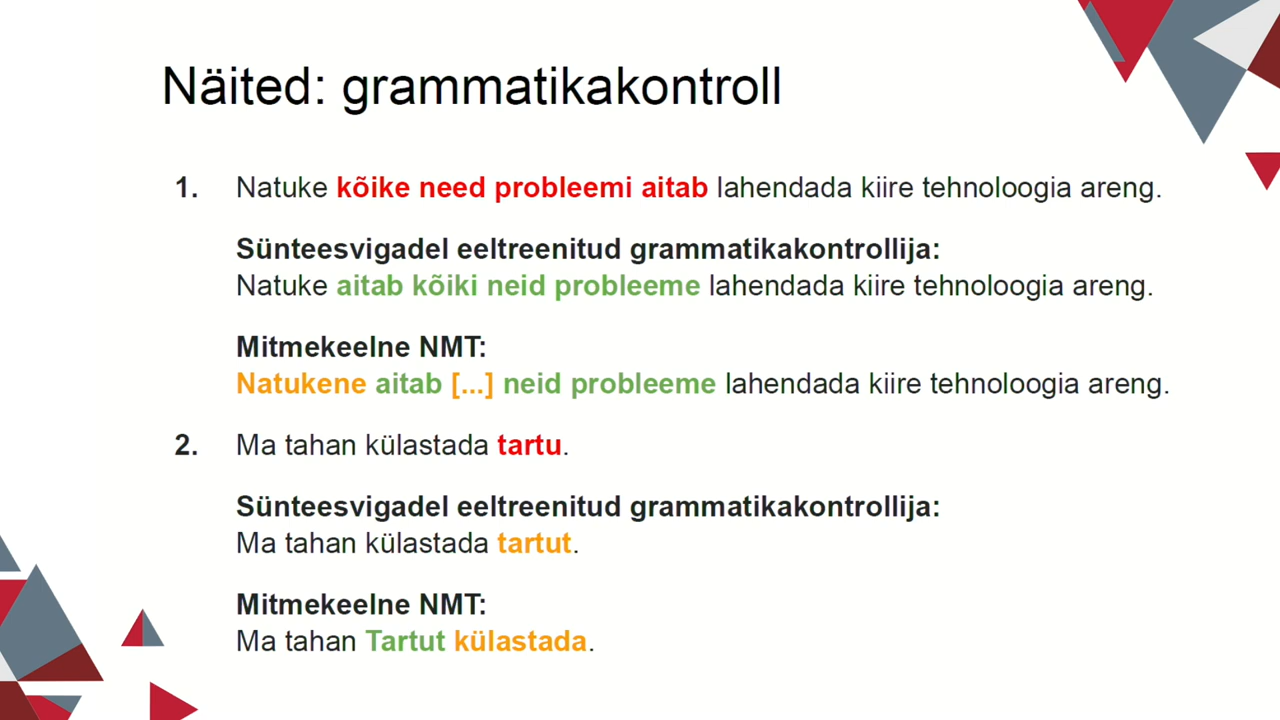 Näited: grammatikakontroll
1. Natuke kõike need probleemi aitab lahendada kiire tehnoloogia areng.
Sünteesvigadel eeltreenitud grammatikakontrollija:
Natuke aitab kõiki neid probleeme lahendada kiire tehnoloogia areng.
Mitmekeelne NMT:
Natukene aitab [...] neid probleeme lahendada kiire tehnoloogia areng.
2. Ma tahan külastada tartu.
Sünteesvigadel eeltreenitud grammatikakontrollija:
Ma tahan külastada tartut.
Mitmekeelne NMT:
Ma tahan Tartut külastada.